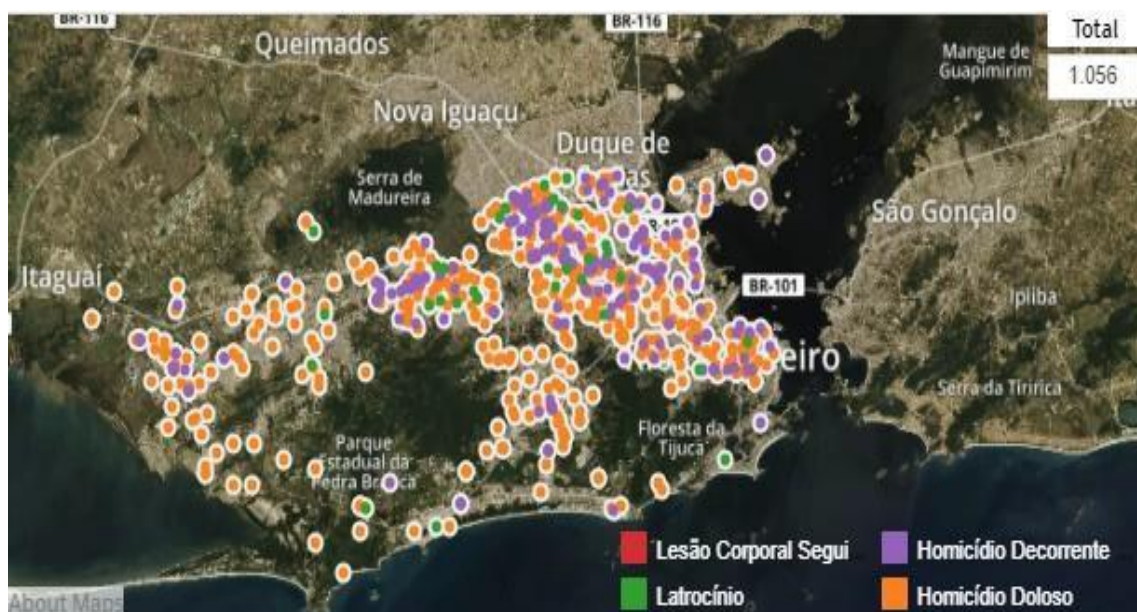 BR-116
BR-116
Total
1.056
Queimados
Mangue de
Guapimirim
Nova Iguaçu
Duque de
as
Serra de
Madureira
São Gonçalo
Itaguaí
BR-101
Ipiiba
eiro
Serra da Tiririca
Floresta da
Tijuca
Parque
Estadual da
Pedra Branca
Lesão Corporal Segui
Homicídio Decorrente
Latrocínio
Homicídio Doloso
About Maps